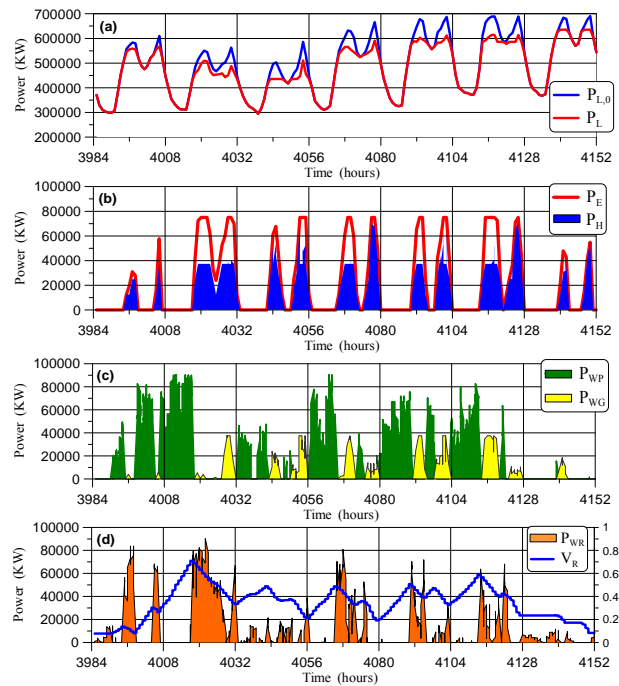 (a)
Power (KW)
700000
600000
500000
400000
300000
200000
P_L,0
P_L
3984 4008 4032 4056 4080 4104 4128 4152
Time (hours)
(b)
Power (KW)
100000
80000
60000
40000
20000
0
P_E
P_H
3984 4008 4032 4056 4080 4104 4128 4152
Time (hours)
(c)
Power (KW)
100000
80000
60000
40000
20000
0
P_WP
P_WG
3984 4008 4032 4056 4080 4104 4128 4152
Time (hours)
(d)
Power (KW)
100000
80000
60000
40000
20000
0
P_WR
V_R
1
0.8
0.6
0.4
0.2
0
3984 4008 4032 4056 4080 4104 4128 4152
Time (hours)